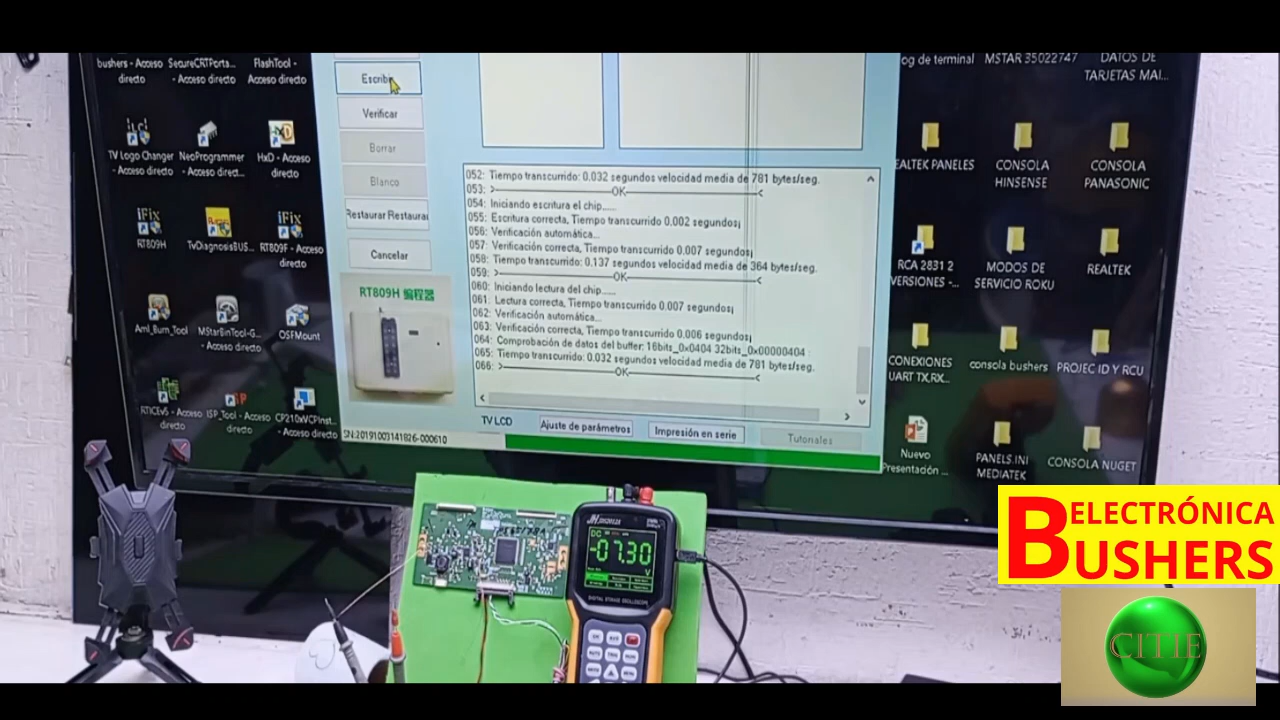 bushers - Acceso
directo
SecureCRTPorta...
- Acceso directo
FlashTool -
Acceso directo
Escribir
Verificar
Borrar
Blanco
Restaurar Restaurar
Cancelar
RT809H 编程器
TV Logo Changer
- Acceso directo
NeoProgrammer
- Acceso direct...
HxD - Acceso
directo
iFix
RT809H
TvDiagnosisBUS...
iFix
RT809F - Acceso
directo
Aml_Burn_Tool
MStarBinTool-G...
- Acceso directo
OSFMount
RTICEv5 - Acceso
directo
ISP_Tool - Acceso
directo
CP210xVCPInst...
- Acceso directo
052: Tiempo transcurrido: 0.032 segundos velocidad media de 781 bytes/seg.
053: >————OK————<
054: Iniciando escritura el chip......
055: Escritura correcta, Tiempo transcurrido 0.002 segundos¡
056: Verificación automática...
057: Verificación correcta, Tiempo transcurrido 0.007 segundos¡
058: Tiempo transcurrido: 0.137 segundos velocidad media de 364 bytes/seg.
059: >————OK————<
060: Iniciando lectura del chip......
061: Lectura correcta, Tiempo transcurrido 0.007 segundos¡
062: Verificación automática...
063: Verificación correcta, Tiempo transcurrido 0.006 segundos¡
064: Comprobación de datos del buffer: 16bits_0x0404 32bits_0x00000404 :
065: Tiempo transcurrido: 0.032 segundos velocidad media de 781 bytes/seg.
066: >————OK————<
TV LCD
Ajuste de parámetros
Impresión en serie
Tutoriales
SN:20191003141826-000610
og de terminal
MSTAR 35022747
DATOS DE
TARJETAS MAI...
EALTEK PANELES
CONSOLA
HINSENSE
CONSOLA
PANASONIC
RCA 2831 2
VERSIONES -...
MODOS DE
SERVICIO ROKU
REALTEK
CONEXIONES
UART TX,RX...
consola bushers
PROJEC ID Y RCU
Nuevo
Presentación ...
PANELS.INI
MEDIATEK
CONSOLA NUGET
DC
-07.30
V
DIGITAL STORAGE OSCILLOSCOPE
ELECTRÓNICA
BUSHERS
CITIE